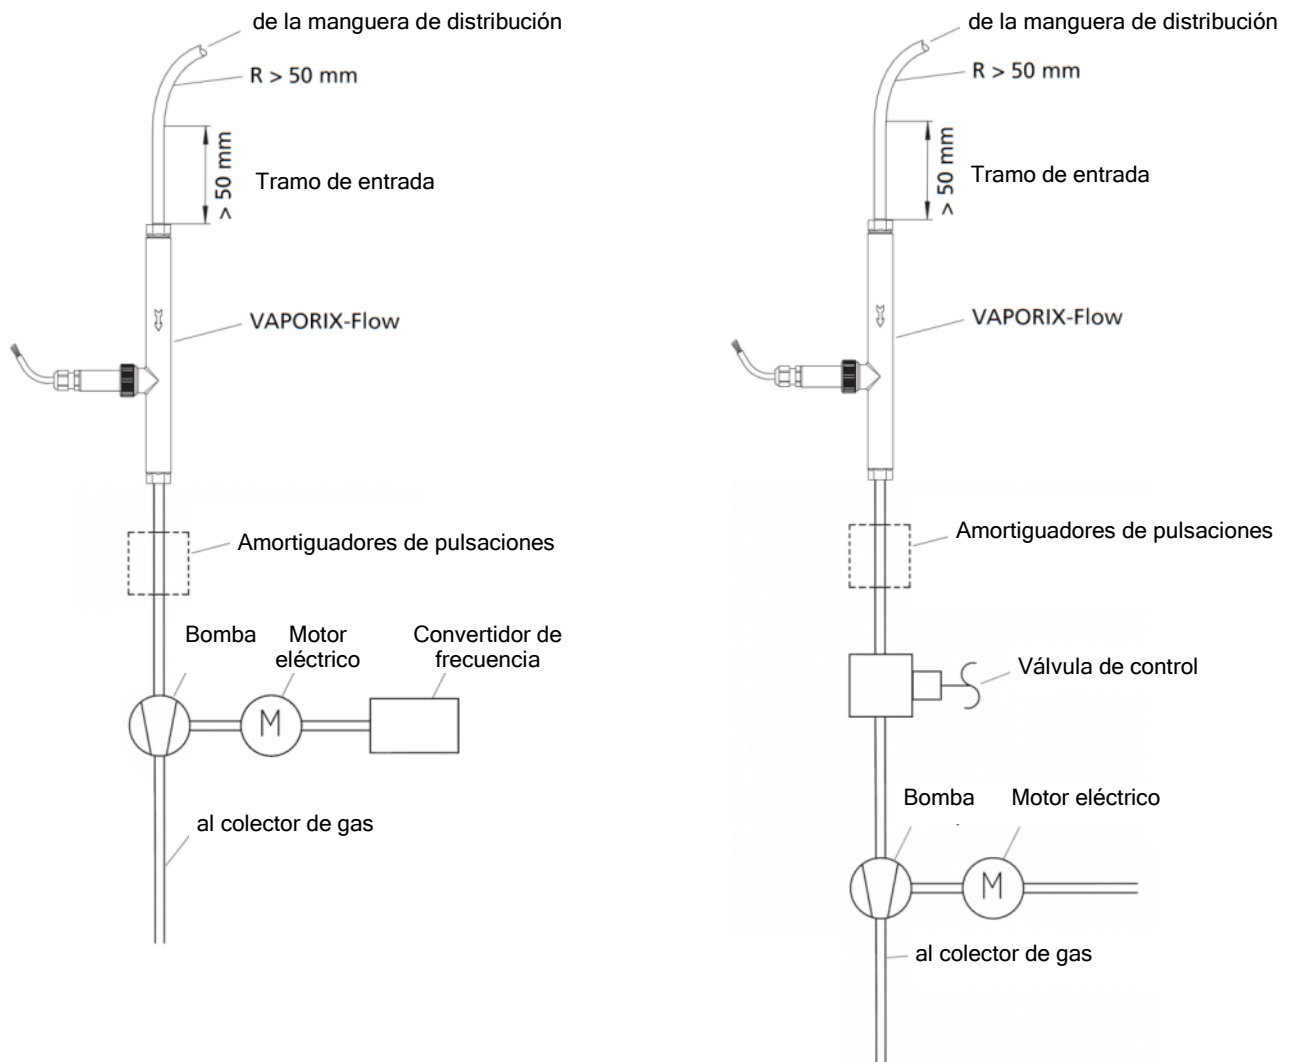 de la manguera de distribución
R > 50 mm
> 50 mm
Tramo de entrada
VAPORIX-Flow
Amortiguadores de pulsaciones
Bomba
Motor
eléctrico
Convertidor de
frecuencia
M
al colector de gas
de la manguera de distribución
R > 50 mm
> 50 mm
Tramo de entrada
VAPORIX-Flow
Amortiguadores de pulsaciones
Válvula de control
Bomba
Motor eléctrico
M
al colector de gas